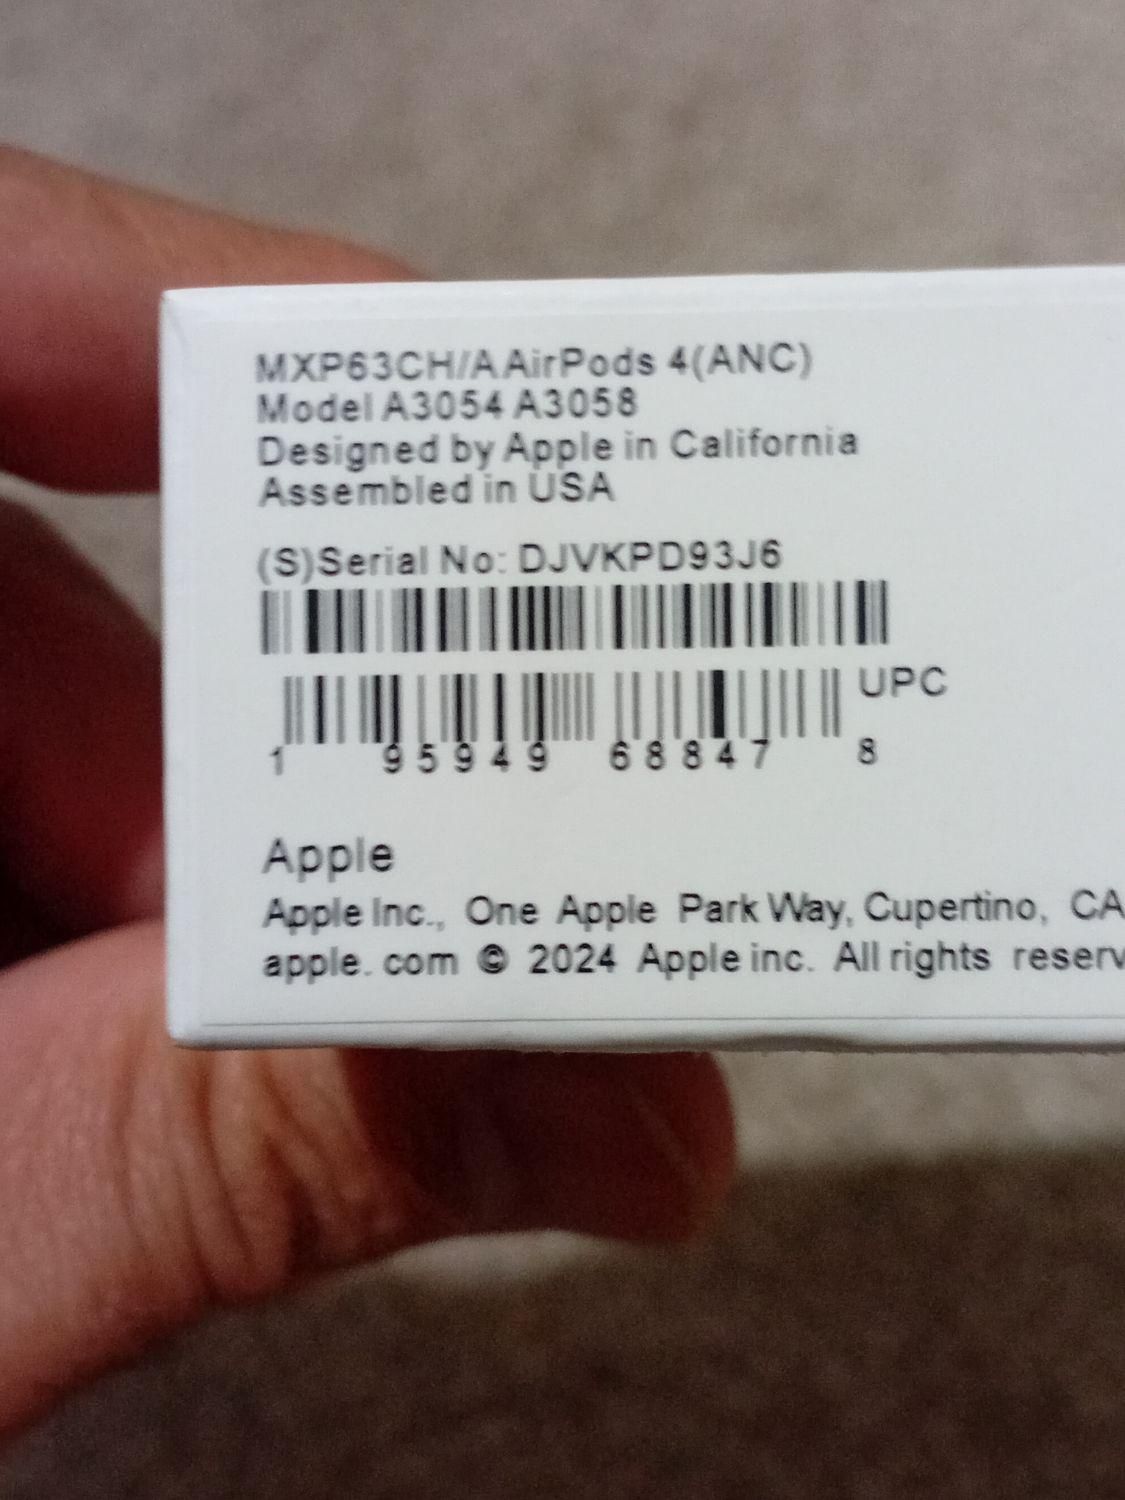 MXP63CH/A AirPods 4(ANC)
Model A3054 A3058
Designed by Apple in California
Assembled in USA
(S)Serial No: DJVKPD93J6
UPC
1 95949 68847 8
Apple
Apple Inc., One Apple Park Way, Cupertino, CA
apple. com © 2024 Apple inc. All rights reserv